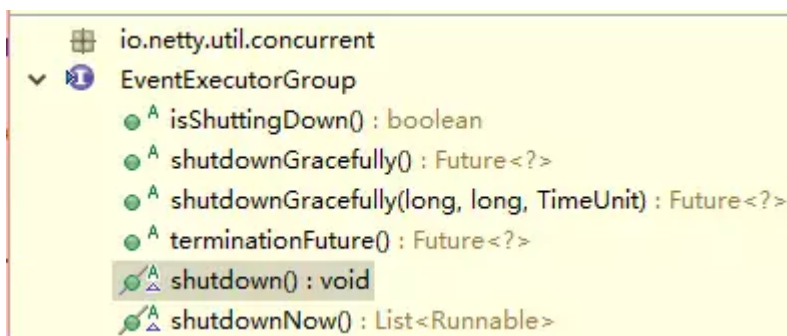 io.netty.util.concurrent
EventExecutorGroup
A isShuttingDown() : boolean
A shutdownGracefully() : Future<?>
A shutdownGracefully(long, long, TimeUnit) : Future<?>
A terminationFuture() : Future<?>
A shutdown() : void
A shutdownNow() : List<Runnable>